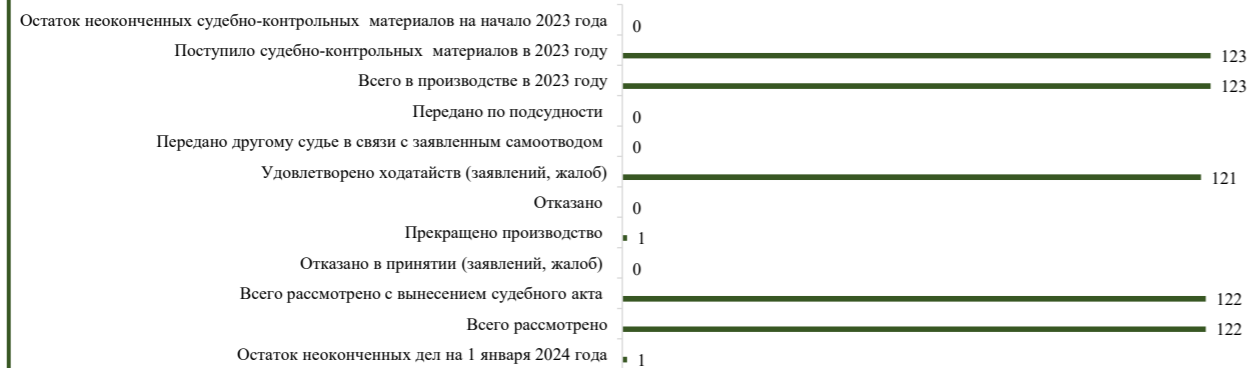 Остаток неоконченных судебно-контрольных  материалов на начало 2023 года 0
Поступило судебно-контрольных  материалов в 2023 году 123
Всего в производстве в 2023 году 123
Передано по подсудности 0
Передано другому судье в связи с заявленным самоотводом 0
Удовлетворено ходатайств (заявлений, жалоб) 121
Отказано 0
Прекращено производство 1
Отказано в принятии (заявлений, жалоб) 0
Всего рассмотрено с вынесением судебного акта 122
Всего рассмотрено 122
Остаток неоконченных дел на 1 января 2024 года 1